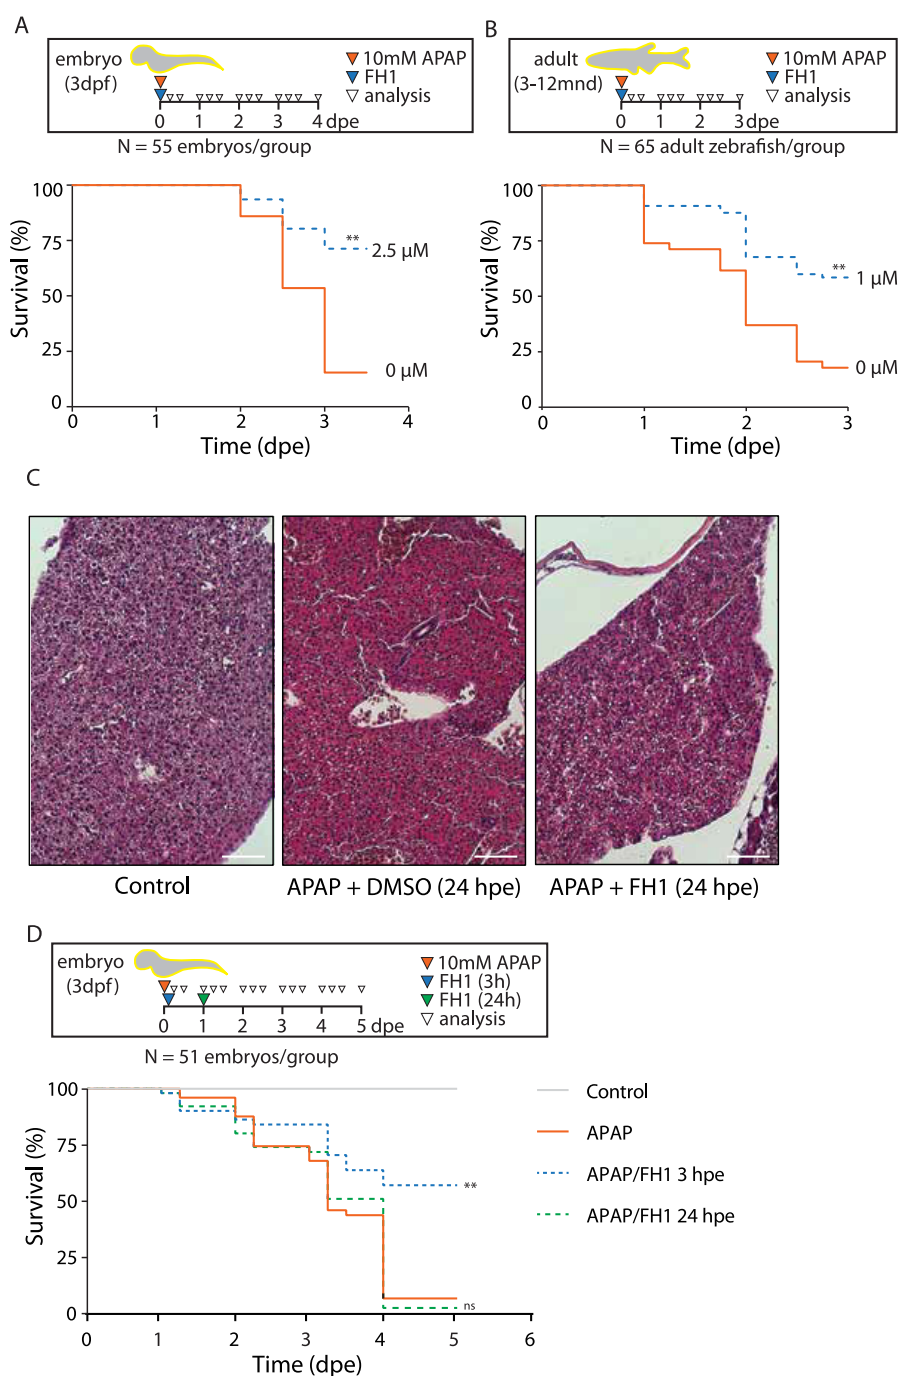 A
embryo
(3dpf)
10mM APAP
FH1
analysis
0 1 2 3 4 dpe
N = 55 embryos/group
100
75
50
25
0
Survival (%)
**
2.5 µM
0 µM
0 1 2 3 4
Time (dpe)
B
adult
(3-12mnd)
10mM APAP
FH1
analysis
0 1 2 3 dpe
N = 65 adult zebrafish/group
100
75
50
25
0
Survival (%)
**
1 µM
0 µM
0 1 2 3
Time (dpe)
C
Control
APAP + DMSO (24 hpe)
APAP + FH1 (24 hpe)
D
embryo
(3dpf)
10mM APAP
FH1 (3h)
FH1 (24h)
analysis
0 1 2 3 4 5 dpe
N = 51 embryos/group
100
75
50
25
0
Survival (%)
**
ns
0 1 2 3 4 5 6
Time (dpe)
Control
APAP
APAP/FH1 3 hpe
APAP/FH1 24 hpe